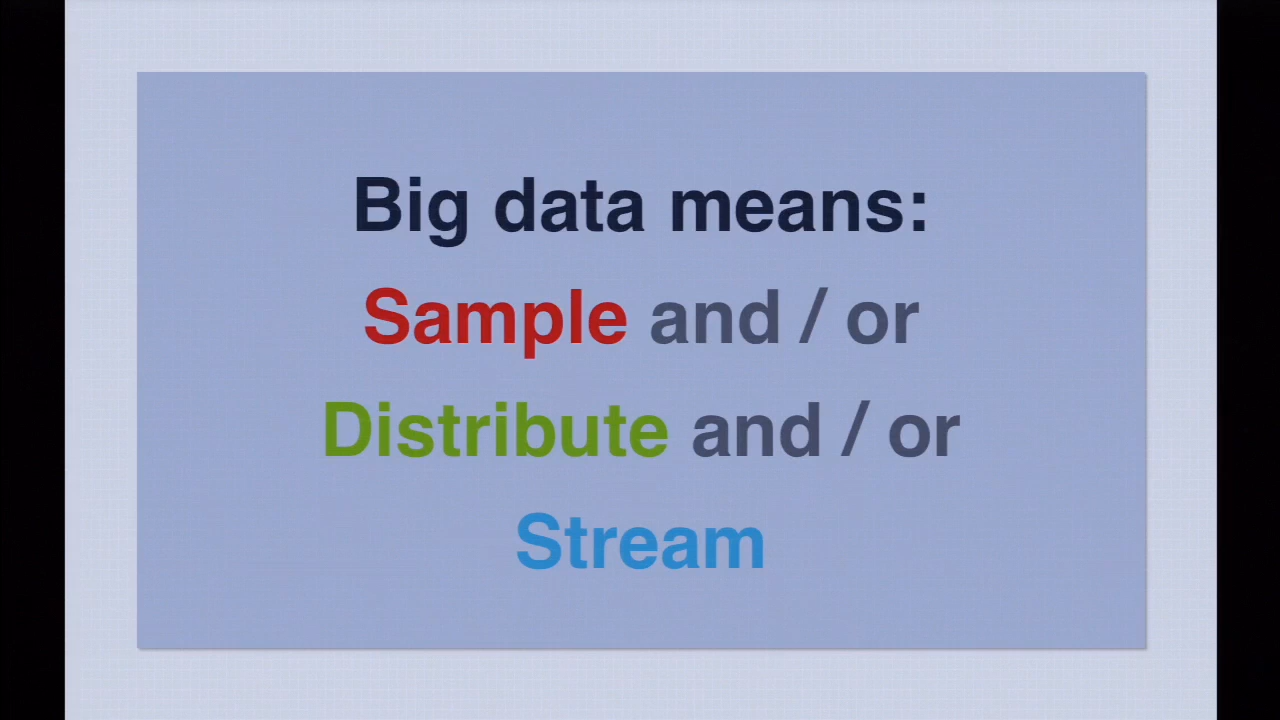 Big data means:
Sample and / or
Distribute and / or
Stream